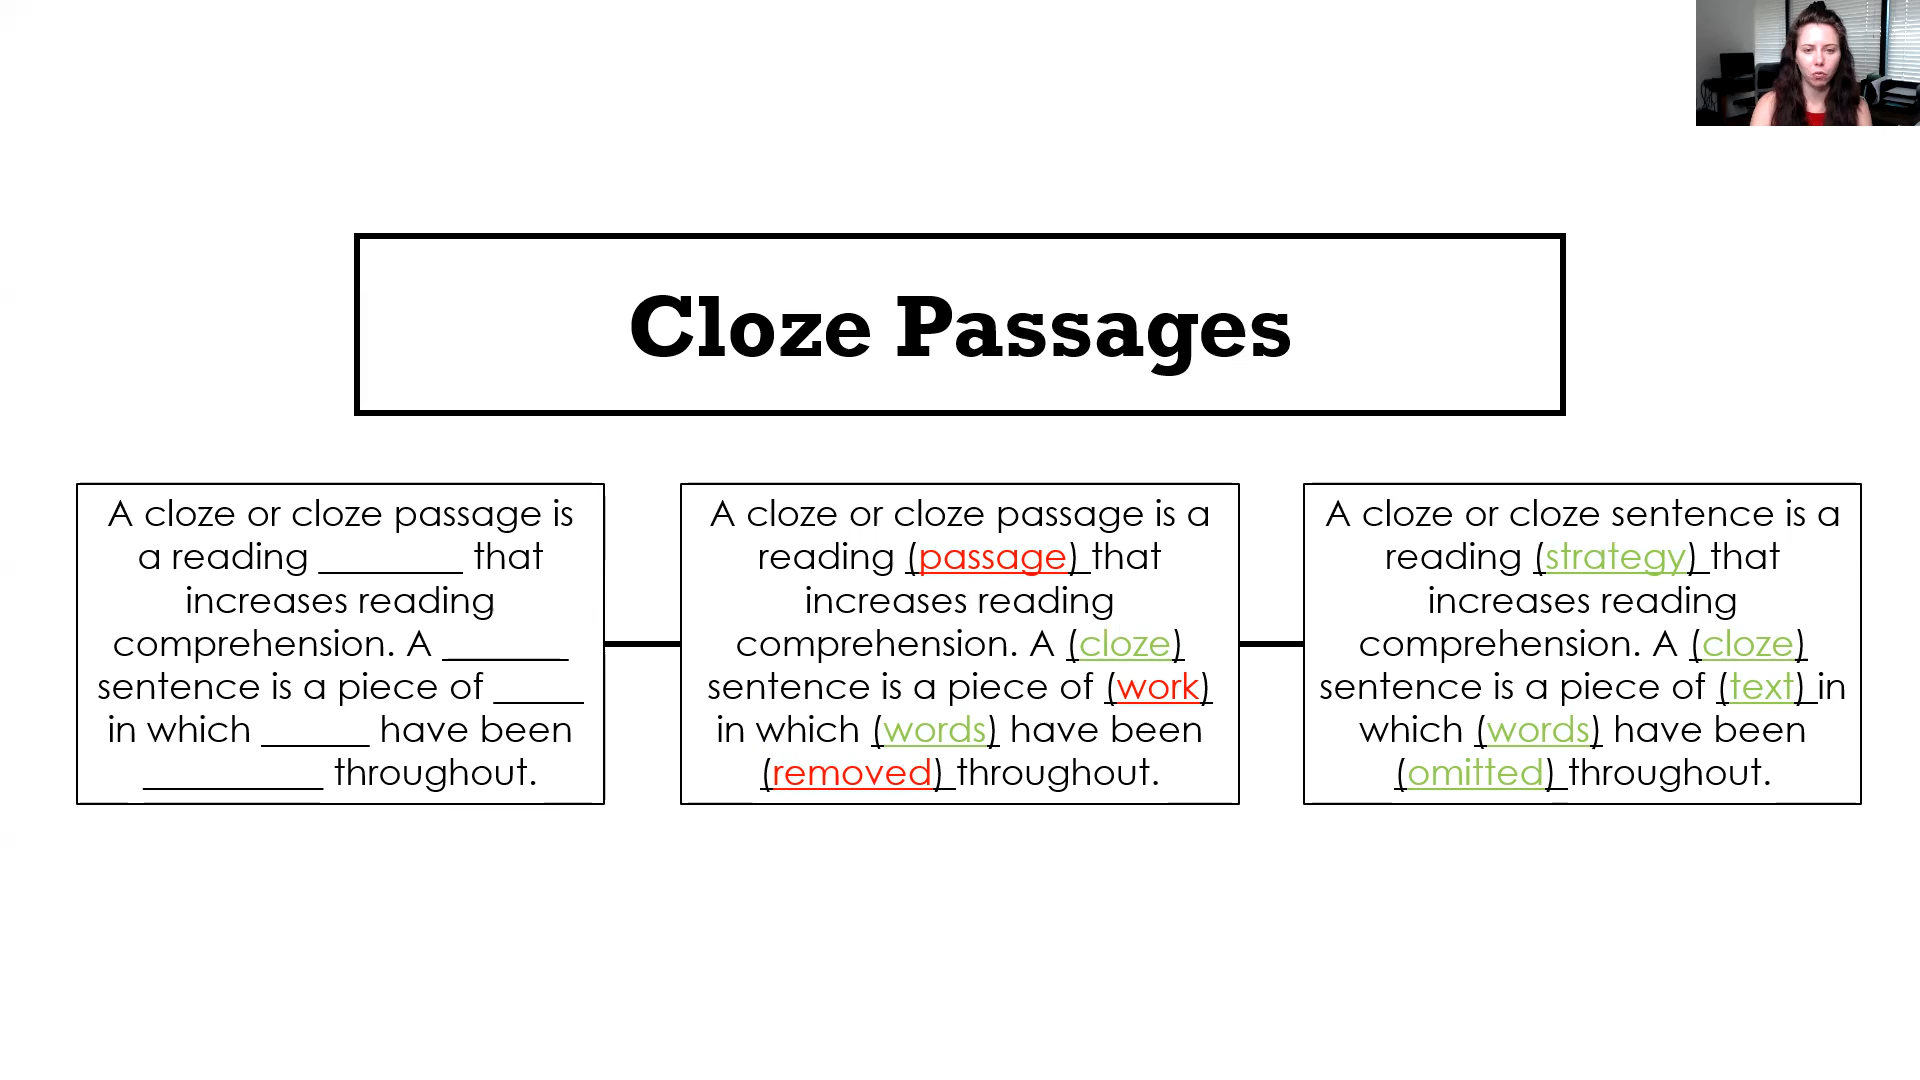 Cloze Passages
A cloze or cloze passage is
a reading ________ that
increases reading
comprehension. A _______
sentence is a piece of _____
in which ______ have been
__________ throughout.
A cloze or cloze passage is a
reading (passage) that
increases reading
comprehension. A (cloze)
sentence is a piece of (work)
in which (words) have been
(removed) throughout.
A cloze or cloze sentence is a
reading (strategy) that
increases reading
comprehension. A (cloze)
sentence is a piece of (text) in
which (words) have been
(omitted) throughout.